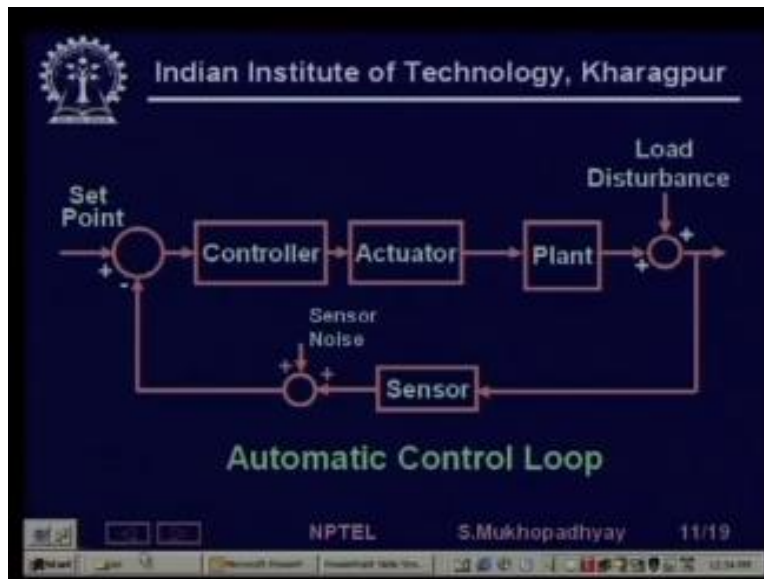 Indian Institute of Technology, Kharagpur
Load
Disturbance
Set
Point
+
-
Controller
Actuator
Plant
+
+
Sensor
Noise
+
+
Sensor
Automatic Control Loop
NPTEL S.Mukhopadhyay 11/19